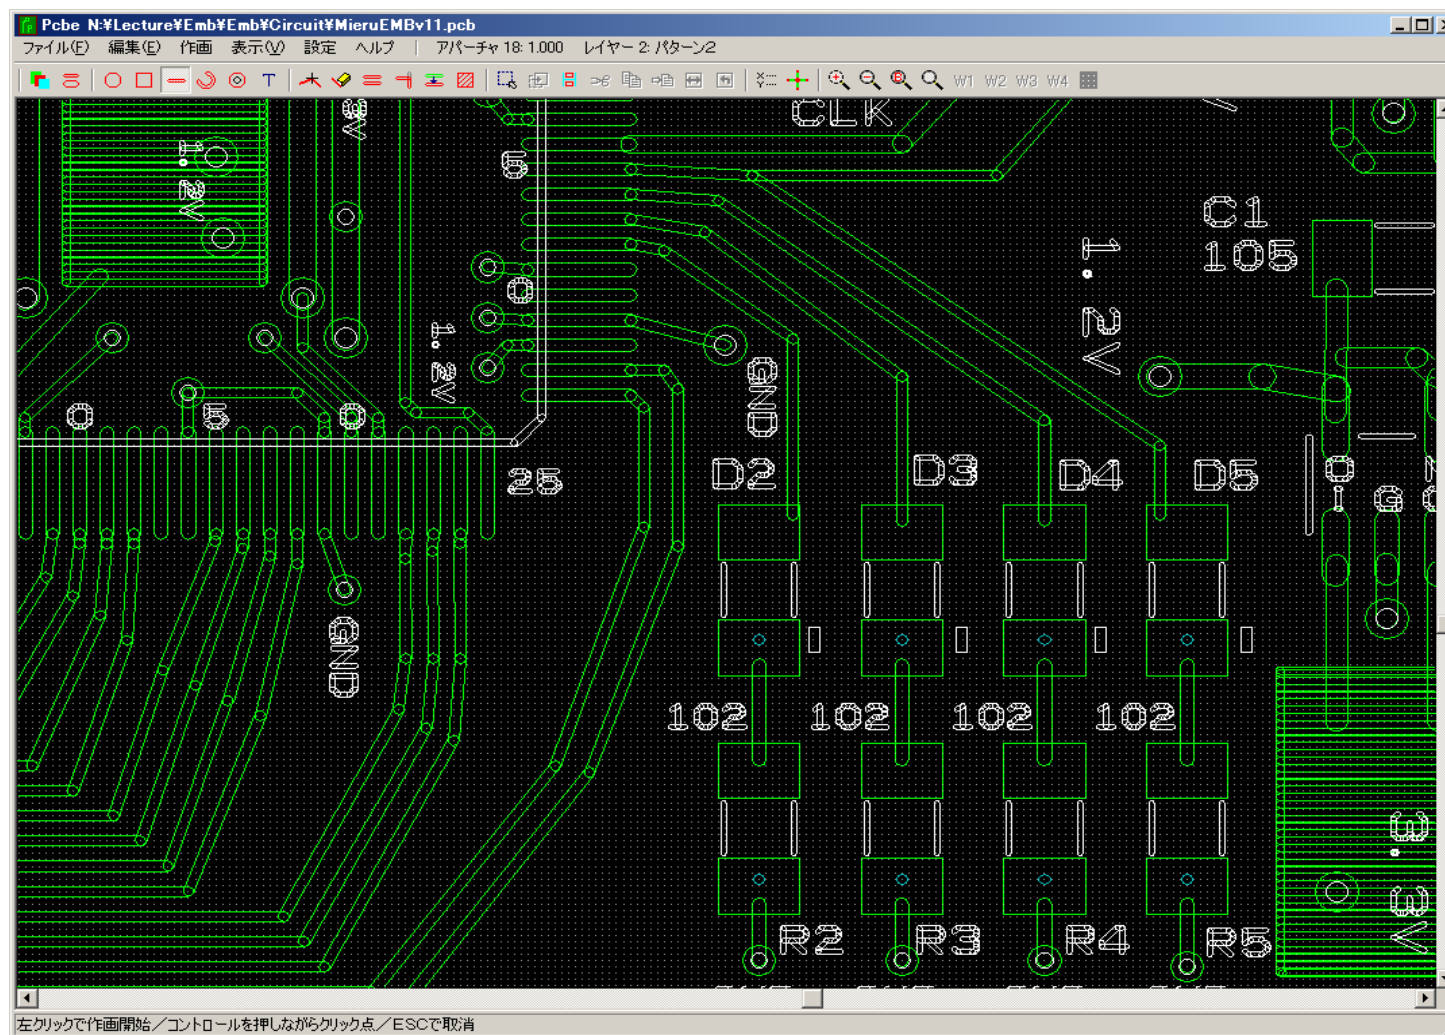 Pcbe N:¥Lecture¥Emb¥Emb¥Circuit¥MieruEMBv11.pcb
ファイル(F) 編集(E) 作画 表示(V) 設定 ヘルプ | アパーチャ 18: 1.000 レイヤー 2: パターン2
T W1 W2 W3 W4
CLK
1.2V
5
C1
105
1.2V
0
1.2V
GND
0 5 0
25
D2 D3 D4 D5
GND
102 102 102 102
3.3V
R2 R3 R4 R5
左クリックで作画開始／コントロールを押しながらクリック点／ESCで取消